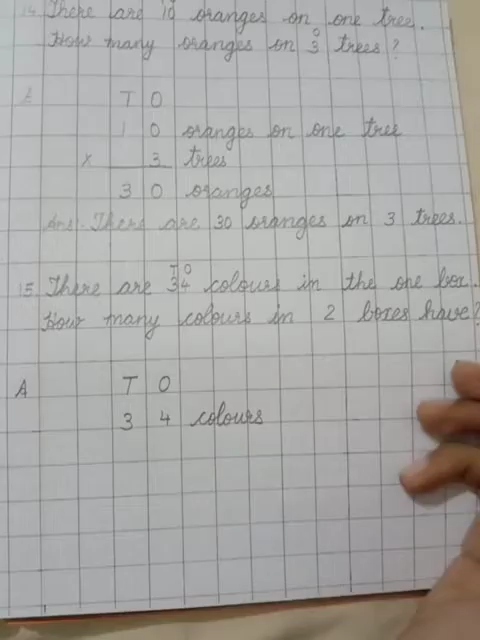 14. There are 10 oranges on one tree.
O
How many oranges on 3 trees?
A
T O
1 0 oranges on one tree
x 3 trees
3 0 oranges
Ans. There are 30 oranges on 3 trees.
T O
15. There are 34 colours in the one box.
How many colours in 2 boxes have?
A T O
3 4 colours